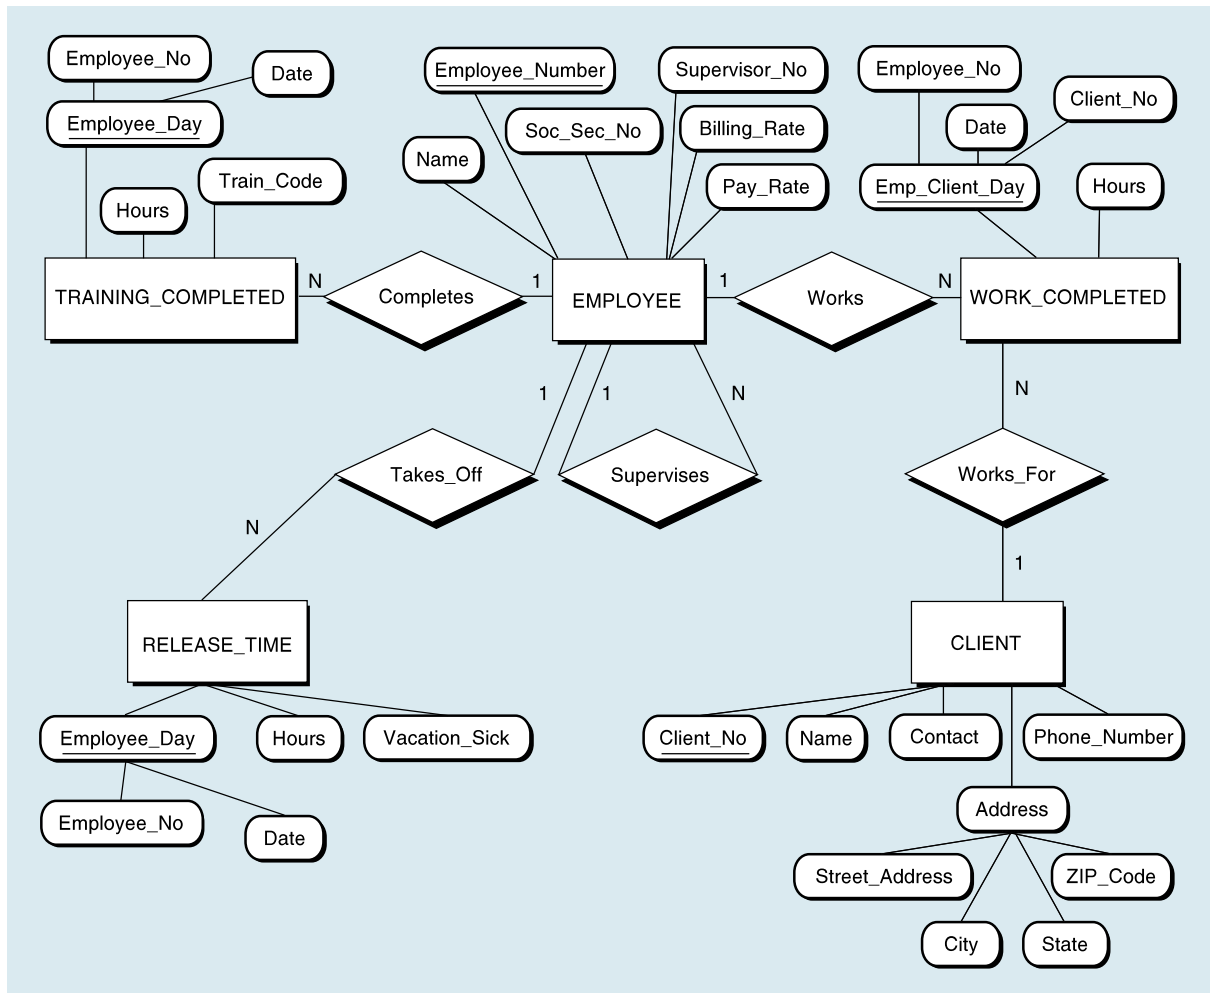 Employee_No
Date
Employee_Day
Train_Code
Hours
TRAINING_COMPLETED
N
Completes
1
Employee_Number
Supervisor_No
Soc_Sec_No
Billing_Rate
Name
Pay_Rate
EMPLOYEE
1
Works
N
Employee_No
Client_No
Date
Emp_Client_Day
Hours
WORK_COMPLETED
1
1
N
N
Takes_Off
Supervises
Works_For
N
1
RELEASE_TIME
CLIENT
Employee_Day
Hours
Vacation_Sick
Employee_No
Date
Client_No
Name
Contact
Phone_Number
Address
Street_Address
ZIP_Code
City
State